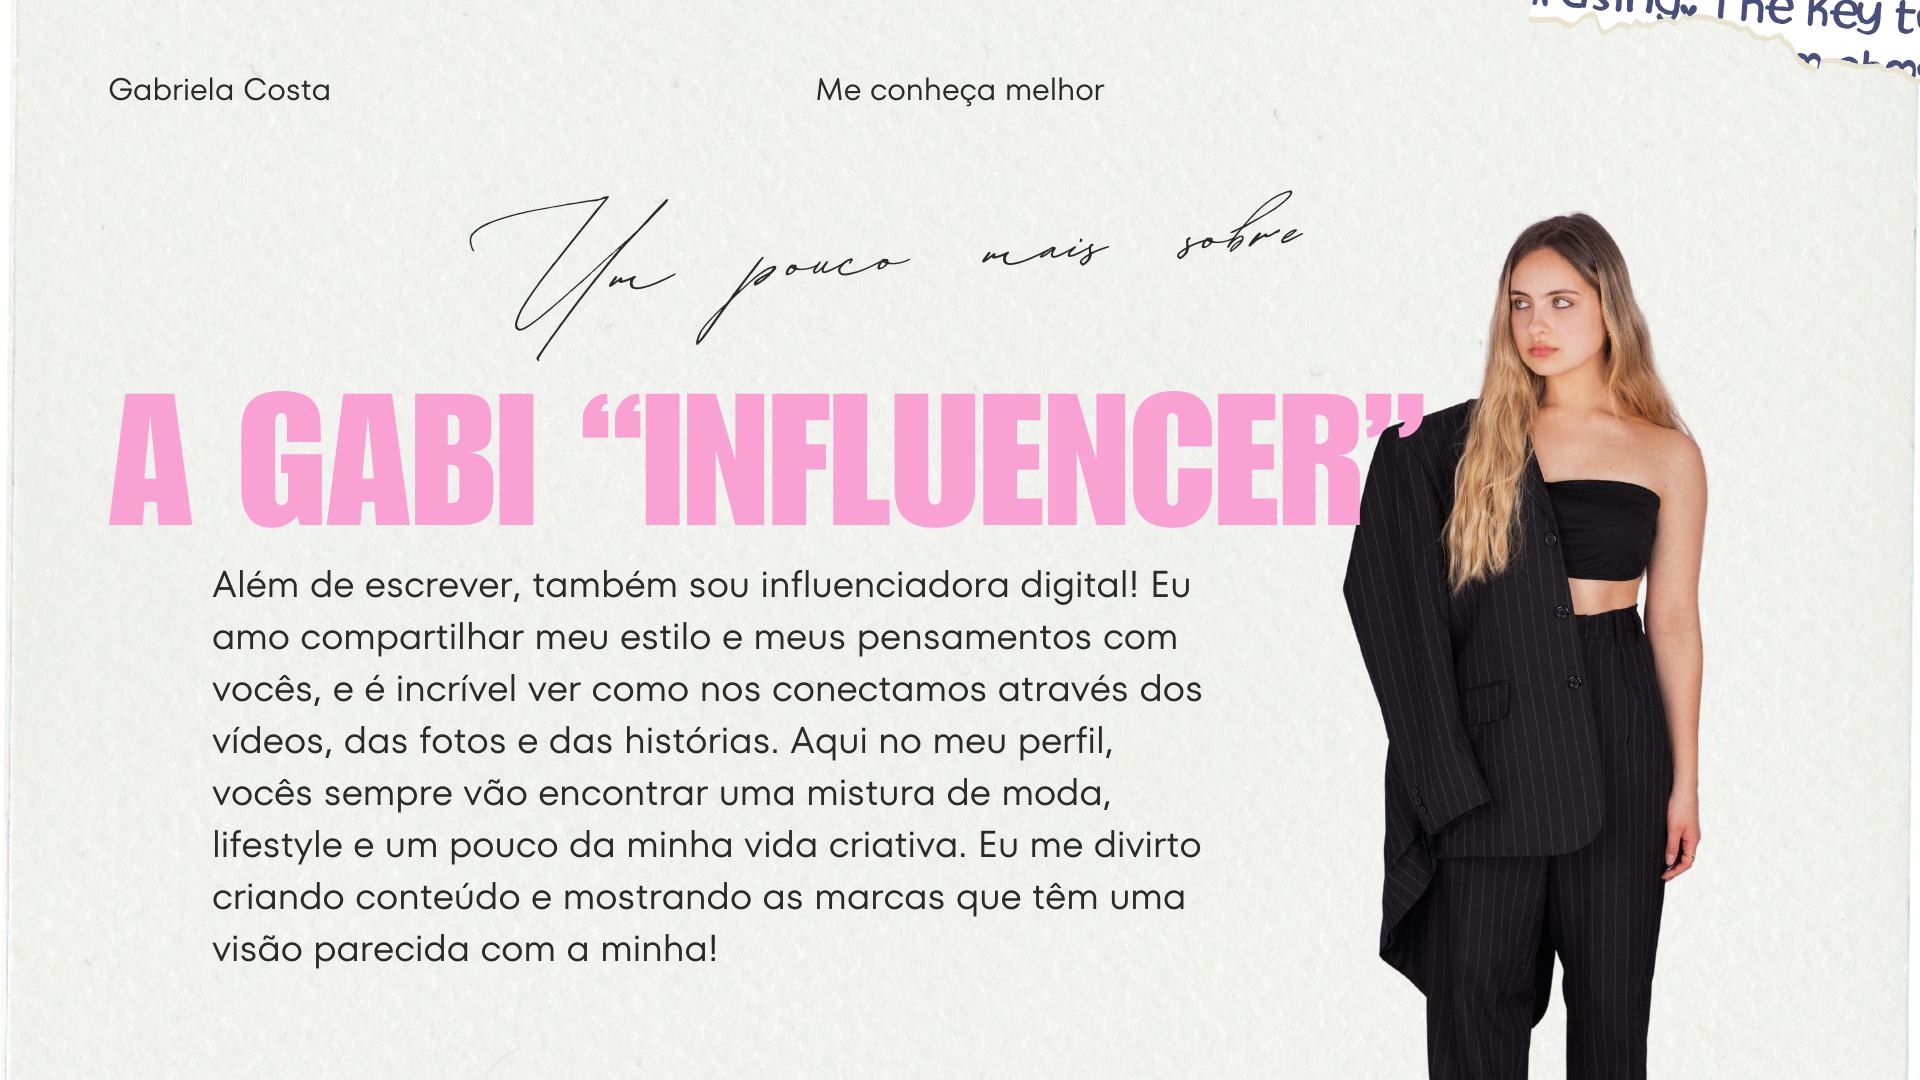 The key to
Gabriela Costa
Me conheça melhor
Um pouco mais sobre
A GABI “INFLUENCER”
Além de escrever, também sou influenciadora digital! Eu
amo compartilhar meu estilo e meus pensamentos com
vocês, e é incrível ver como nos conectamos através dos
vídeos, das fotos e das histórias. Aqui no meu perfil,
vocês sempre vão encontrar uma mistura de moda,
lifestyle e um pouco da minha vida criativa. Eu me divirto
criando conteúdo e mostrando as marcas que têm uma
visão parecida com a minha!